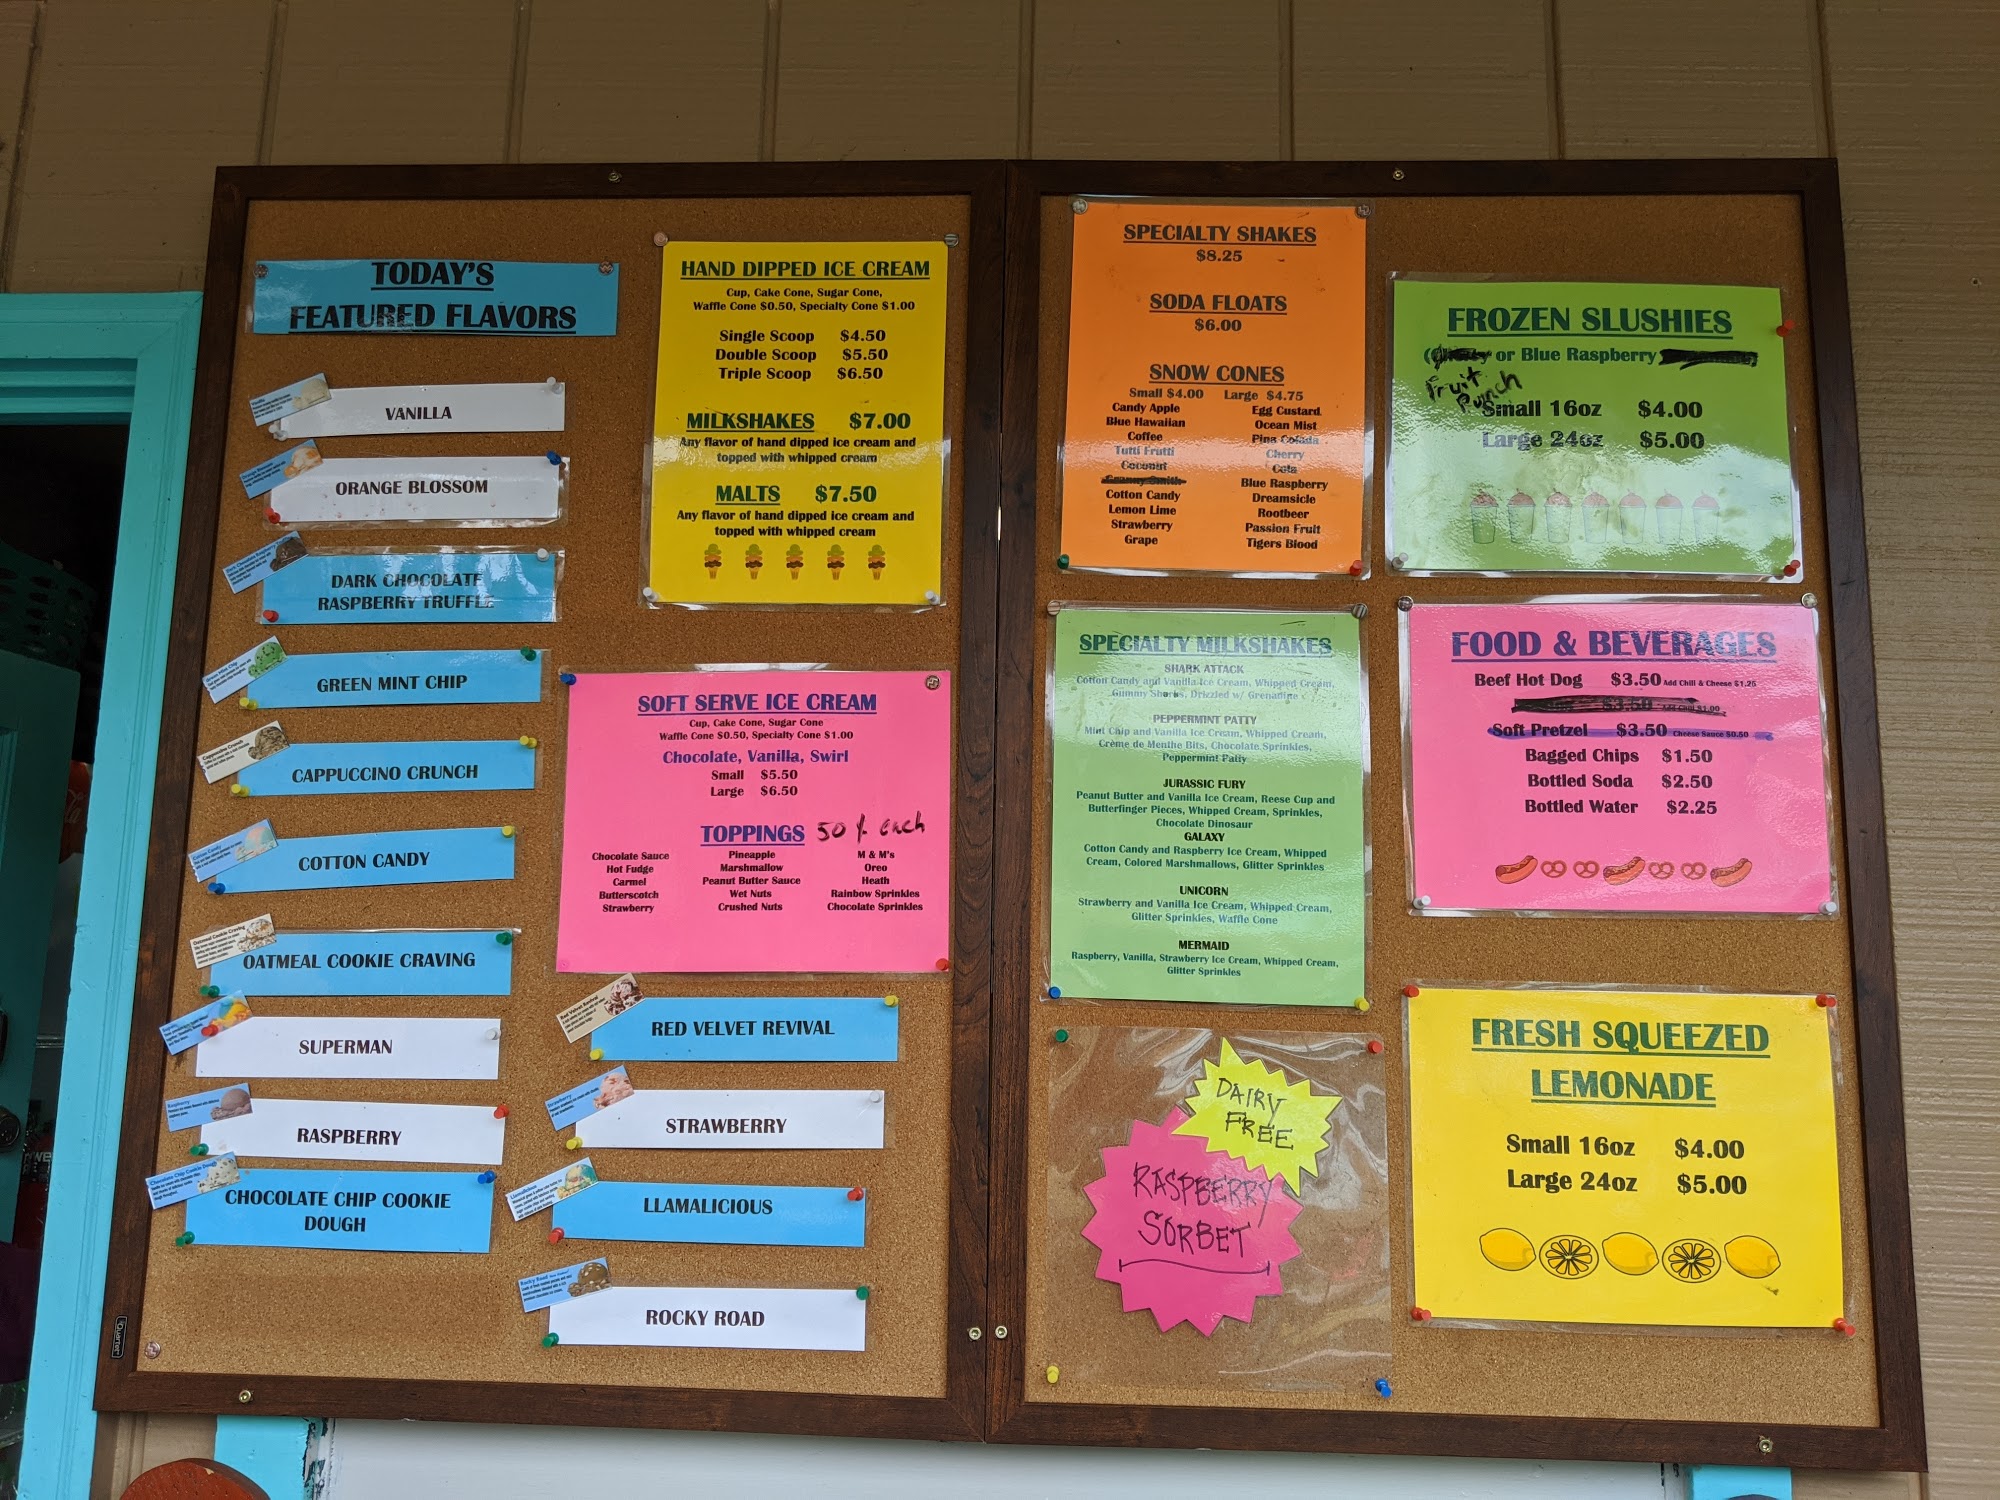 TODAY'S
FEATURED FLAVORS
VANILLA
ORANGE BLOSSOM
DARK CHOCOLATE
RASPBERRY TRUFFLE
GREEN MINT CHIP
CAPPUCCINO CRUNCH
COTTON CANDY
OATMEAL COOKIE CRAVING
SUPERMAN
RASPBERRY
CHOCOLATE CHIP COOKIE
DOUGH
HAND DIPPED ICE CREAM
Cup, Cake Cone, Sugar Cone,
Waffle Cone $0.50, Specialty Cone $1.00
Single Scoop $4.50
Double Scoop $5.50
Triple Scoop $6.50
MILKSHAKES $7.00
Any flavor of hand dipped ice cream and
topped with whipped cream
MALTS $7.50
Any flavor of hand dipped ice cream and
topped with whipped cream
SOFT SERVE ICE CREAM
Cup, Cake Cone, Sugar Cone
Waffle Cone $0.50, Specialty Cone $1.00
Chocolate, Vanilla, Swirl
Small $5.50
Large $6.50
TOPPINGS 50¢ each
Chocolate Sauce Pineapple M & M's
Hot Fudge Marshmallow Oreo
Carmel Peanut Butter Sauce Heath
Butterscotch Wet Nuts Rainbow Sprinkles
Strawberry Crushed Nuts Chocolate Sprinkles
RED VELVET REVIVAL
STRAWBERRY
LLAMALICIOUS
ROCKY ROAD
SPECIALTY SHAKES
$8.25
SODA FLOATS
$6.00
SNOW CONES
Small $4.00 Large $4.75
Candy Apple Egg Custard
Blue Hawaiian Ocean Mist
Coffee Pina Colada
Tutti Frutti Cherry
Coconut Cola
Granny Smith Blue Raspberry
Cotton Candy Dreamsicle
Lemon Lime Rootbeer
Strawberry Passion Fruit
Grape Tigers Blood
SPECIALTY MILKSHAKES
SHARK ATTACK
Cotton Candy and Vanilla Ice Cream, Whipped Cream,
Gummy Sharks, Drizzled w/ Grenadine
PEPPERMINT PATTY
Mint Chip and Vanilla Ice Cream, Whipped Cream,
Crème de Menthe Bits, Chocolate Sprinkles,
Peppermint Patty
JURASSIC FURY
Peanut Butter and Vanilla Ice Cream, Reese Cup and
Butterfinger Pieces, Whipped Cream, Sprinkles,
Chocolate Dinosaur
GALAXY
Cotton Candy and Raspberry Ice Cream, Whipped
Cream, Colored Marshmallows, Glitter Sprinkles
UNICORN
Strawberry and Vanilla Ice Cream, Whipped Cream,
Glitter Sprinkles, Waffle Cone
MERMAID
Raspberry, Vanilla, Strawberry Ice Cream, Whipped Cream,
Glitter Sprinkles
DAIRY
FREE
RASPBERRY
SORBET
FROZEN SLUSHIES
or Blue Raspberry
Fruit
Punch
Small 16oz $4.00
Large 24oz $5.00
FOOD & BEVERAGES
Beef Hot Dog $3.50 Add Chili & Cheese $1.25
$3.50 Add Chili $1.00
Soft Pretzel $3.50 Cheese Sauce $0.50
Bagged Chips $1.50
Bottled Soda $2.50
Bottled Water $2.25
FRESH SQUEEZED
LEMONADE
Small 16oz $4.00
Large 24oz $5.00
Quartet